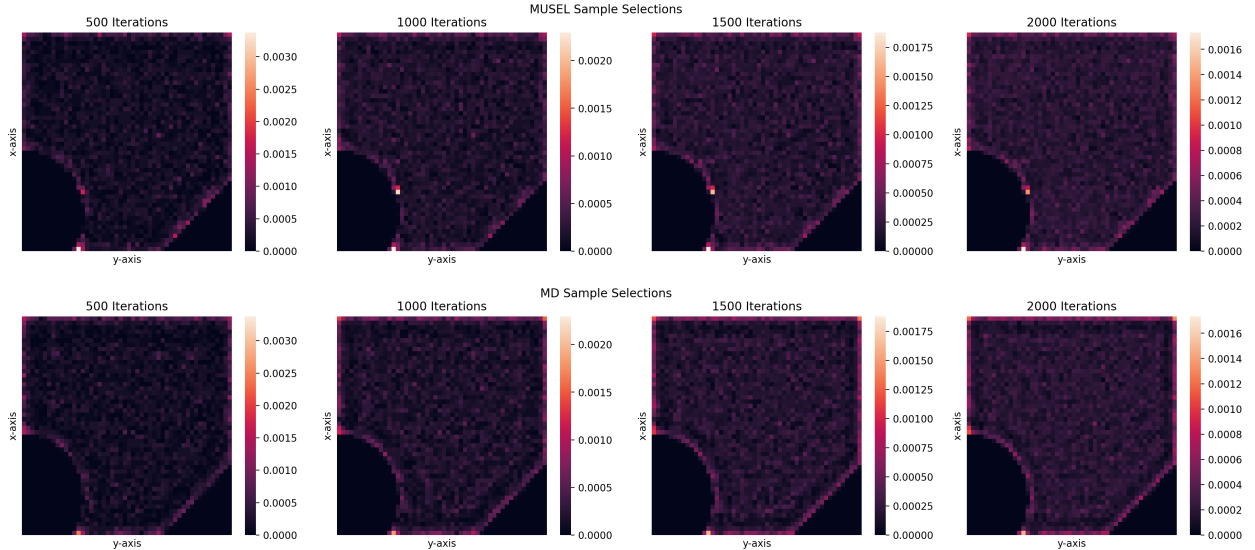 MUSEL Sample Selections
500 Iterations
x-axis
y-axis
0.0030
0.0025
0.0020
0.0015
0.0010
0.0005
0.0000
1000 Iterations
x-axis
y-axis
0.0020
0.0015
0.0010
0.0005
0.0000
1500 Iterations
x-axis
y-axis
0.00175
0.00150
0.00125
0.00100
0.00075
0.00050
0.00025
0.00000
2000 Iterations
x-axis
y-axis
0.0016
0.0014
0.0012
0.0010
0.0008
0.0006
0.0004
0.0002
0.0000
MD Sample Selections
500 Iterations
x-axis
y-axis
0.0030
0.0025
0.0020
0.0015
0.0010
0.0005
0.0000
1000 Iterations
x-axis
y-axis
0.0020
0.0015
0.0010
0.0005
0.0000
1500 Iterations
x-axis
y-axis
0.00175
0.00150
0.00125
0.00100
0.00075
0.00050
0.00025
0.00000
2000 Iterations
x-axis
y-axis
0.0016
0.0014
0.0012
0.0010
0.0008
0.0006
0.0004
0.0002
0.0000